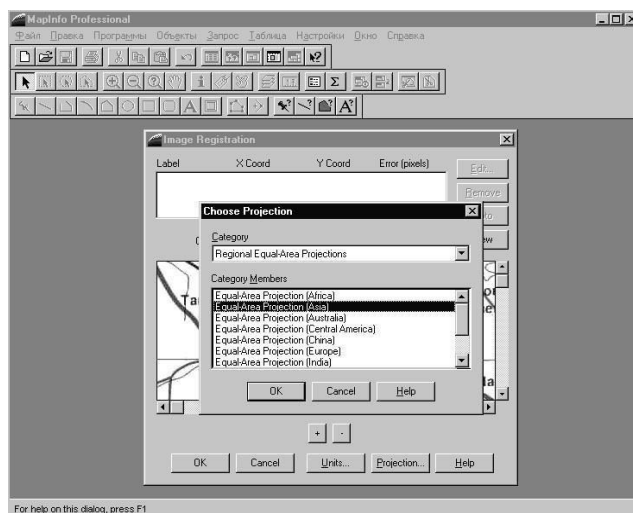 MapInfo Professional
Файл Правка Программы Объекты Запрос Таблица Настройки Окно Справка
Image Registration
Label X Coord Y Coord Error (pixels)
Edit...
Remove
Choose Projection
Category
Regional Equal-Area Projections
Category Members
Equal-Area Projection (Africa)
Equal-Area Projection (Asia)
Equal-Area Projection (Australia)
Equal-Area Projection (Central America)
Equal-Area Projection (China)
Equal-Area Projection (Europe)
Equal-Area Projection (India)
OK Cancel Help
+ -
OK Cancel Units... Projection... Help
For help on this dialog, press F1